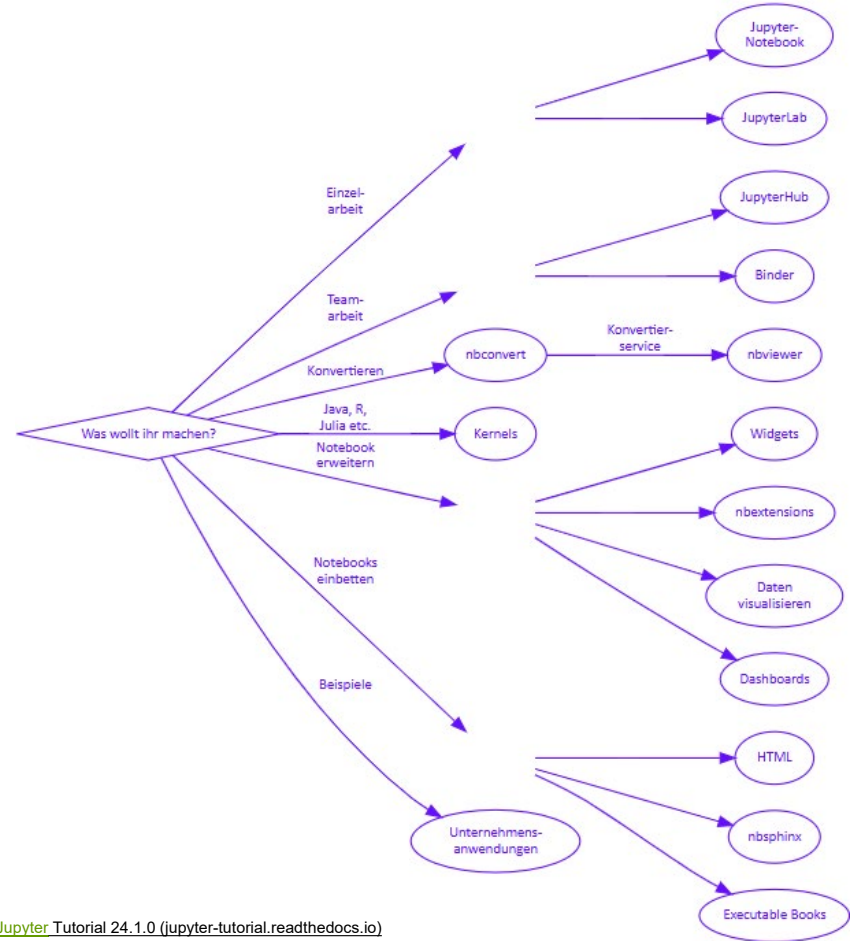 Jupyter-
Notebook
JupyterLab
Einzel-
arbeit
JupyterHub
Team-
arbeit
Binder
Konvertieren
nbconvert
Konvertier-
service
nbviewer
Was wollt ihr machen?
Java, R,
Julia etc.
Kernels
Notebook
erweitern
Widgets
nbextensions
Daten
visualisieren
Dashboards
Notebooks
einbetten
HTML
nbsphinx
Executable Books
Beispiele
Unternehmens-
anwendungen
Jupyter Tutorial 24.1.0 (jupyter-tutorial.readthedocs.io)